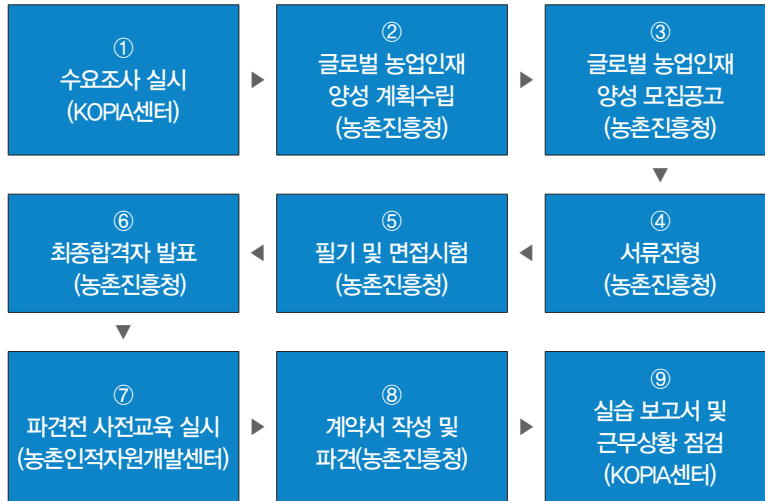 ①
수요조사 실시
(KOPIA센터)
②
글로벌 농업인재
양성 계획수립
(농촌진흥청)
③
글로벌 농업인재
양성 모집공고
(농촌진흥청)
④
서류전형
(농촌진흥청)
⑤
필기 및 면접시험
(농촌진흥청)
⑥
최종합격자 발표
(농촌진흥청)
⑦
파견전 사전교육 실시
(농촌인적자원개발센터)
⑧
계약서 작성 및
파견(농촌진흥청)
⑨
실습 보고서 및
근무상황 점검
(KOPIA센터)